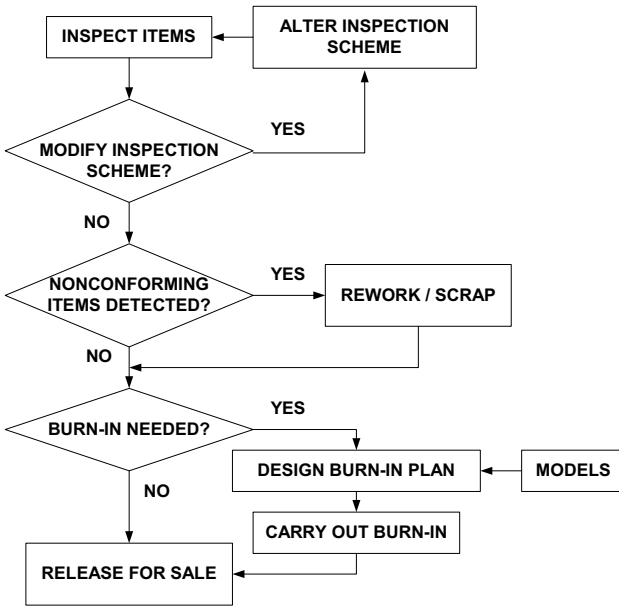 INSPECT ITEMS
ALTER INSPECTION
SCHEME
YES
MODIFY INSPECTION
SCHEME?
NO
NONCONFORMING
ITEMS DETECTED?
YES
REWORK / SCRAP
NO
BURN-IN NEEDED?
YES
DESIGN BURN-IN PLAN
MODELS
NO
CARRY OUT BURN-IN
RELEASE FOR SALE